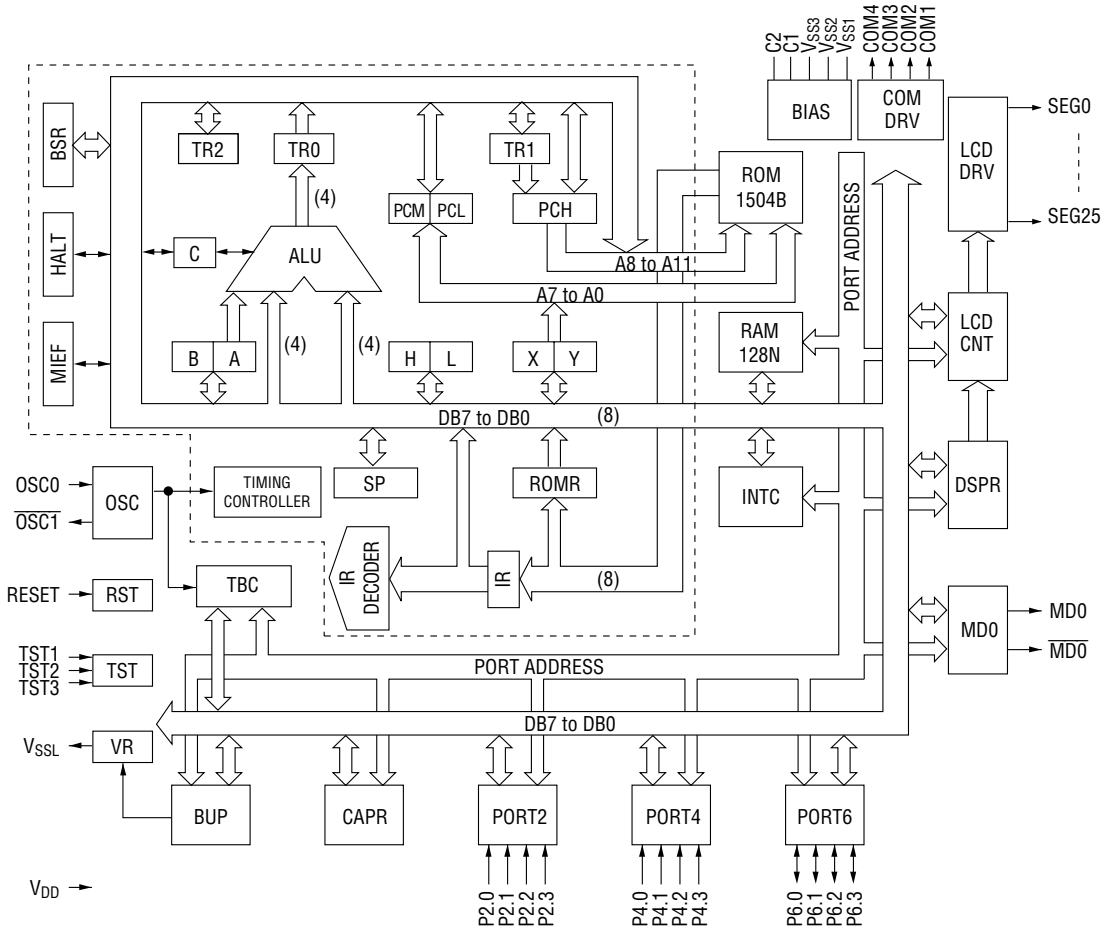 C2
C1
VSS3
VSS2
VSS1
COM4
COM3
COM2
COM1
BIAS
COM
DRV
LCD
DRV
SEG0
SEG25
BSR
TR2
TR0
TR1
ROM
1504B
(4)
PCM
PCL
PCH
PORT ADDRESS
HALT
C
ALU
A8 to A11
A7 to A0
LCD
CNT
RAM
128N
MIEF
B
A
(4)
(4)
H
L
X
Y
DB7 to DB0
(8)
OSC0
OSC1
OSC
TIMING
CONTROLLER
SP
ROMR
INTC
DSPR
IR
DECODER
IR
(8)
RESET
RST
TBC
MD0
MD0
MD0
TST1
TST2
TST3
TST
PORT ADDRESS
DB7 to DB0
VSSL
VR
BUP
CAPR
PORT2
PORT4
PORT6
VDD
P2.0
P2.1
P2.2
P2.3
P4.0
P4.1
P4.2
P4.3
P6.0
P6.1
P6.2
P6.3